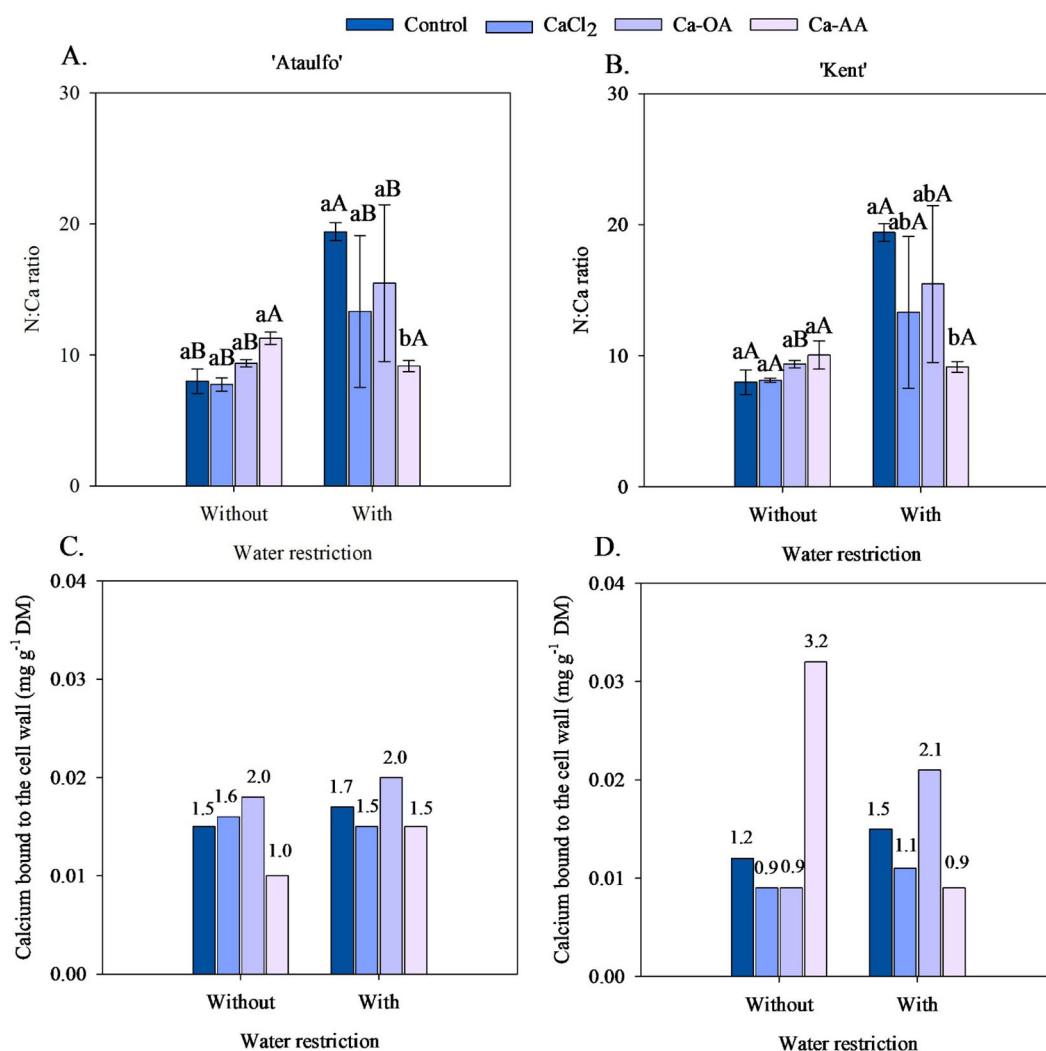 Control CaCl2 Ca-OA Ca-AA
A. 'Ataulfo'
30
20
10
0
N:Ca ratio
aB aB aB aA
aA aB aB bA
Without With
Water restriction
B. 'Kent'
30
20
10
0
N:Ca ratio
aA aA aB aA
aA abA abA bA
Without With
Water restriction
C.
0.04
0.03
0.02
0.01
0.00
Calcium bound to the cell wall (mg g-1 DM)
1.5 1.6 2.0 1.0
1.7 1.5 2.0 1.5
Without With
Water restriction
D.
0.04
0.03
0.02
0.01
0.00
Calcium bound to the cell wall (mg g-1 DM)
1.2 0.9 0.9 3.2
1.5 1.1 2.1 0.9
Without With
Water restriction